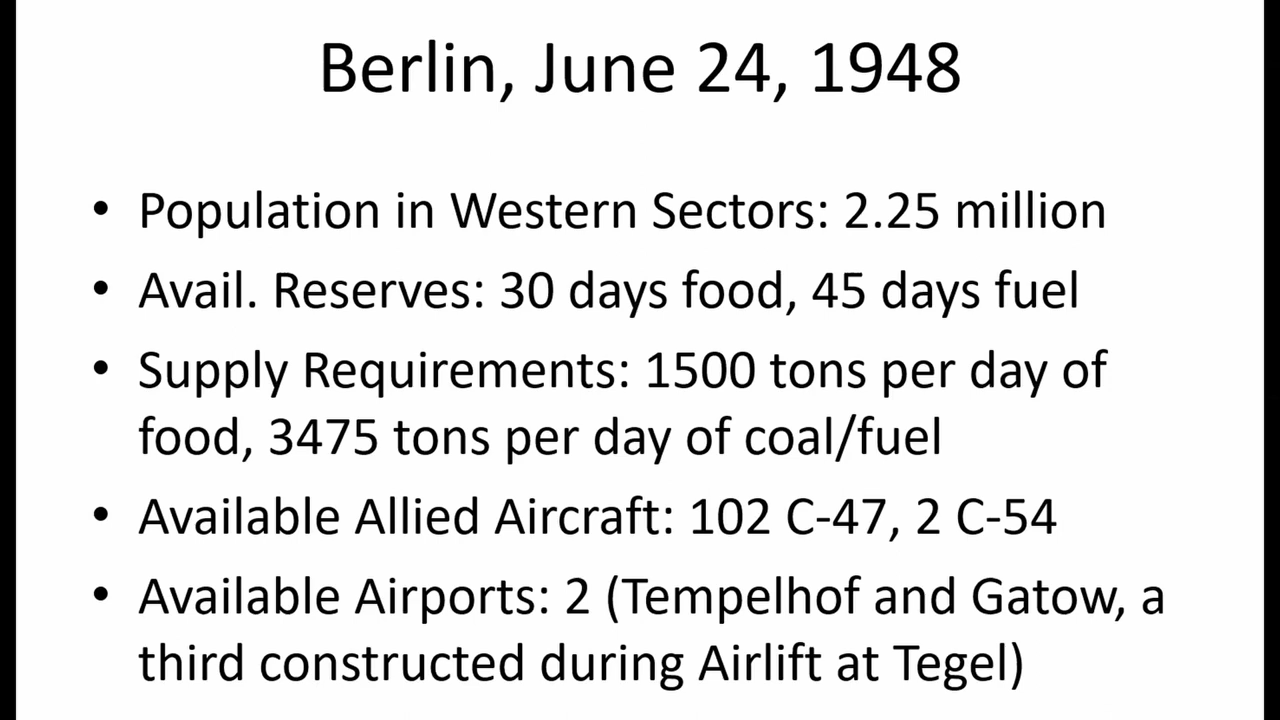 Berlin, June 24, 1948
• Population in Western Sectors: 2.25 million
• Avail. Reserves: 30 days food, 45 days fuel
• Supply Requirements: 1500 tons per day of
food, 3475 tons per day of coal/fuel
• Available Allied Aircraft: 102 C-47, 2 C-54
• Available Airports: 2 (Tempelhof and Gatow, a
third constructed during Airlift at Tegel)